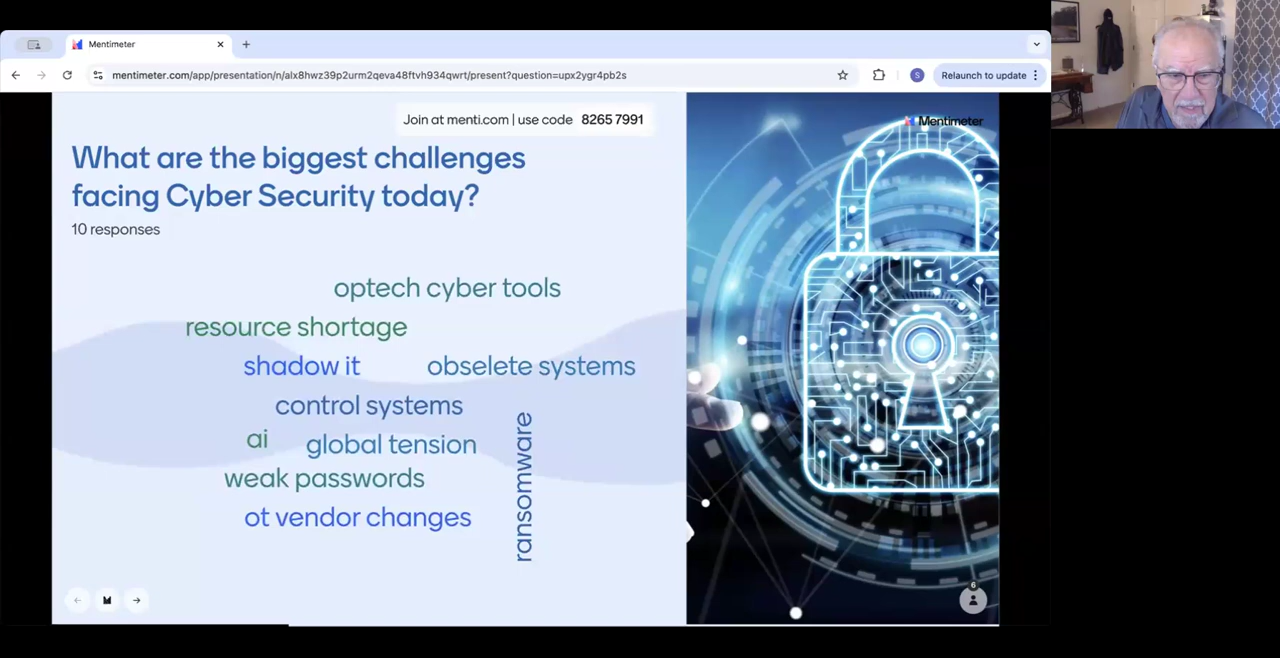 Mentimeter
mentimeter.com/app/presentation/n/alx8hwz39p2urm2qeva48ftvh934qwrt/present?question=upx2ygr4pb2s
S
Relaunch to update
Join at menti.com | use code 8265 7991
Mentimeter
What are the biggest challenges
facing Cyber Security today?
10 responses
optech cyber tools
resource shortage
shadow it
obselete systems
control systems
ai
global tension
ransomware
weak passwords
ot vendor changes
6